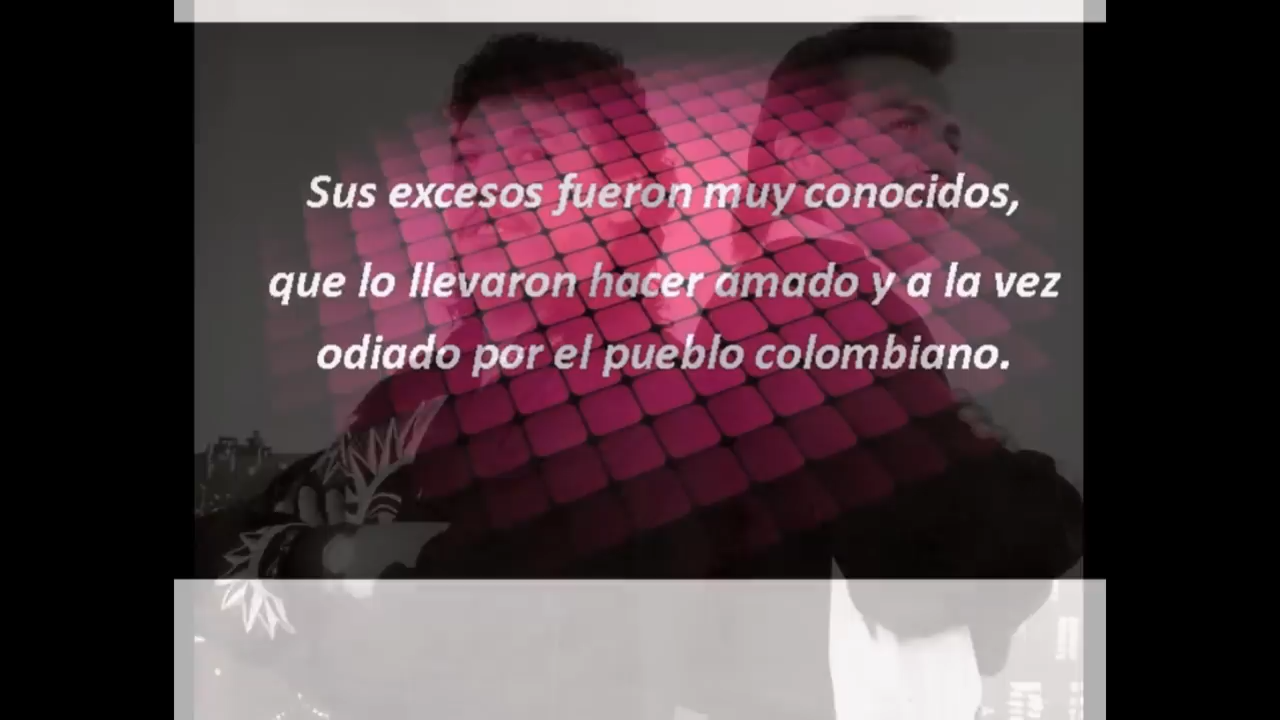 Sus excesos fueron muy conocidos,
que lo llevaron hacer amado y a la vez
odiado por el pueblo colombiano.